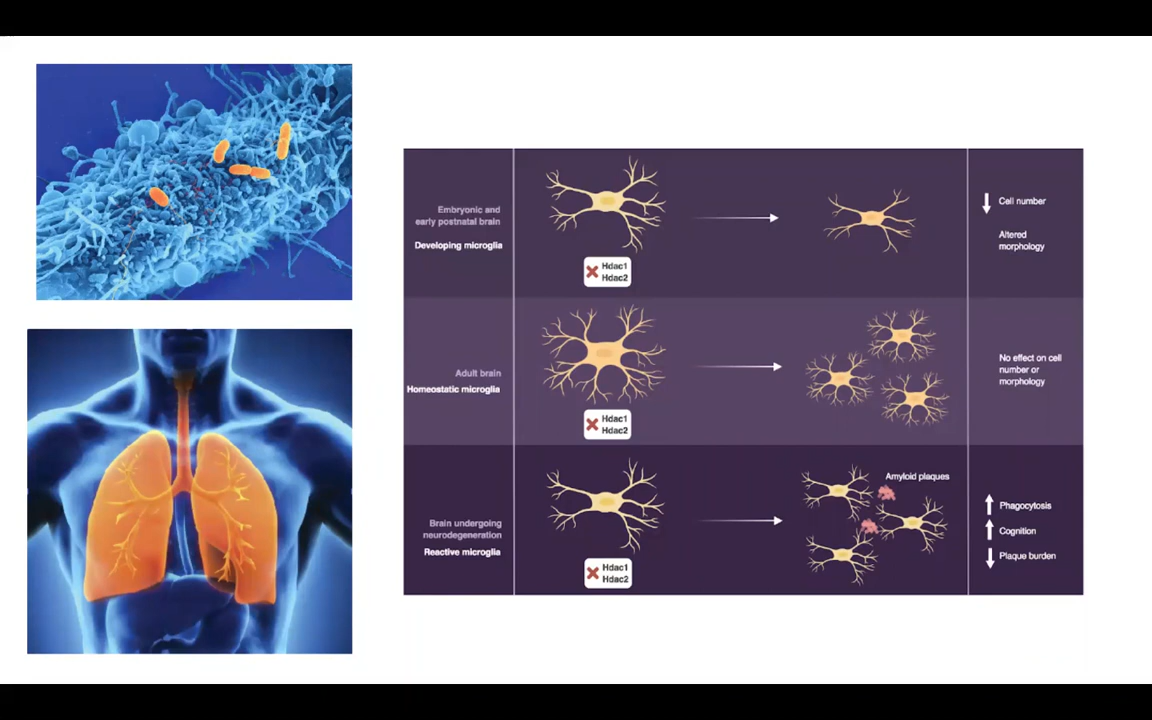 Embryonic and
early postnatal brain
Developing microglia
Hdac1
Hdac2
Cell number
Altered
morphology
Adult brain
Homeostatic microglia
Hdac1
Hdac2
No effect on cell
number or
morphology
Brain undergoing
neurodegeneration
Reactive microglia
Hdac1
Hdac2
Amyloid plaques
Phagocytosis
Cognition
Plaque burden